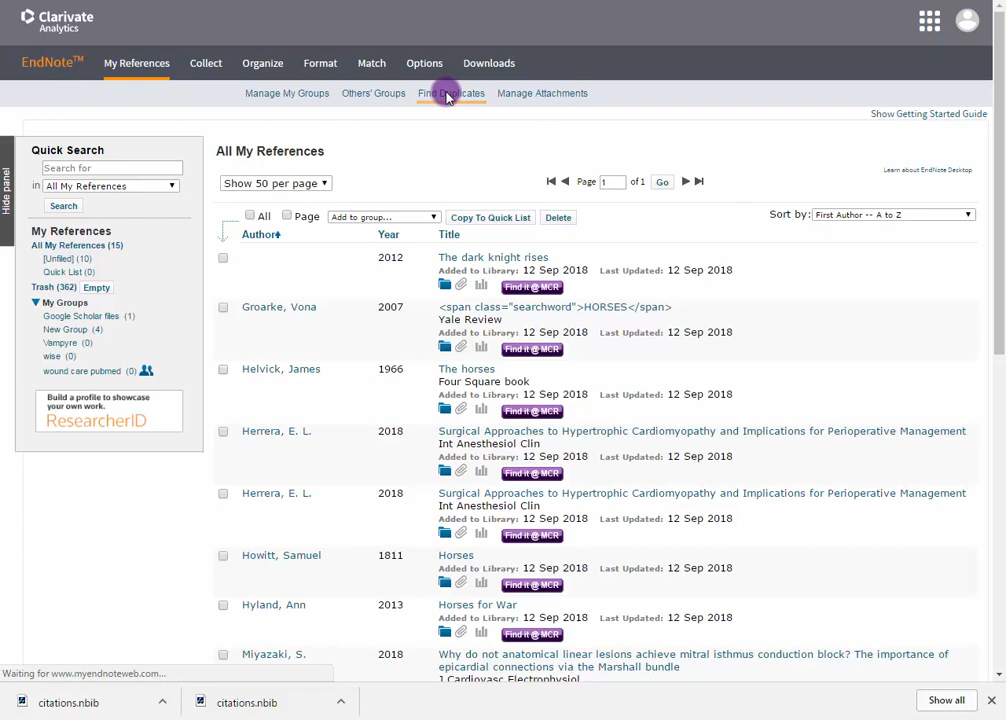 Clarivate
Analytics
EndNote™ My References Collect Organize Format Match Options Downloads
Manage My Groups Others' Groups Find Duplicates Manage Attachments
Show Getting Started Guide
Hide panel
Quick Search
Search for
in All My References
Search
My References
All My References (15)
[Unfiled] (10)
Quick List (0)
Trash (362) Empty
My Groups
Google Scholar files (1)
New Group (4)
Vampyre (0)
wise (0)
wound care pubmed (0)
Build a profile to showcase
your own work.
ResearcherID
All My References
Show 50 per page Page 1 of 1 Go
Learn about EndNote Desktop
All Page Add to group... Copy To Quick List Delete Sort by: First Author -- A to Z
Author Year Title
2012 The dark knight rises
Added to Library: 12 Sep 2018 Last Updated: 12 Sep 2018
Find it @ MCR
Groarke, Vona 2007 <span class="searchword">HORSES</span>
Yale Review
Added to Library: 12 Sep 2018 Last Updated: 12 Sep 2018
Find it @ MCR
Helvick, James 1966 The horses
Four Square book
Added to Library: 12 Sep 2018 Last Updated: 12 Sep 2018
Find it @ MCR
Herrera, E. L. 2018 Surgical Approaches to Hypertrophic Cardiomyopathy and Implications for Perioperative Management
Int Anesthesiol Clin
Added to Library: 12 Sep 2018 Last Updated: 12 Sep 2018
Find it @ MCR
Herrera, E. L. 2018 Surgical Approaches to Hypertrophic Cardiomyopathy and Implications for Perioperative Management
Int Anesthesiol Clin
Added to Library: 12 Sep 2018 Last Updated: 12 Sep 2018
Find it @ MCR
Howitt, Samuel 1811 Horses
Added to Library: 12 Sep 2018 Last Updated: 12 Sep 2018
Find it @ MCR
Hyland, Ann 2013 Horses for War
Added to Library: 12 Sep 2018 Last Updated: 12 Sep 2018
Find it @ MCR
Miyazaki, S. 2018 Why do not anatomical linear lesions achieve mitral isthmus conduction block? The importance of
epicardial connections via the Marshall bundle
J Cardiovasc Electrophysiol
Waiting for www.myendnoteweb.com...
citations.nbib citations.nbib Show all